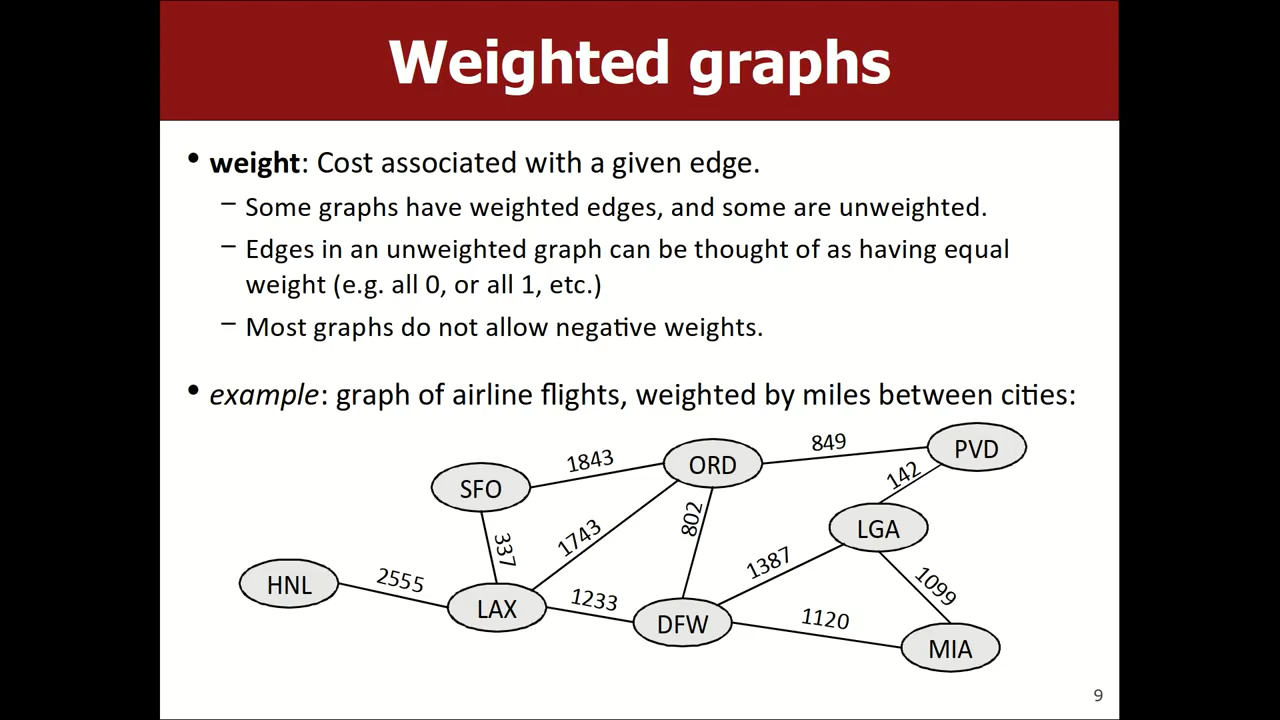 Weighted graphs
• weight: Cost associated with a given edge.
– Some graphs have weighted edges, and some are unweighted.
– Edges in an unweighted graph can be thought of as having equal
weight (e.g. all 0, or all 1, etc.)
– Most graphs do not allow negative weights.
• example: graph of airline flights, weighted by miles between cities:
849
PVD
1843
ORD
142
SFO
802
LGA
1743
337
1387
1099
2555
HNL
1233
LAX
1120
DFW
MIA
9